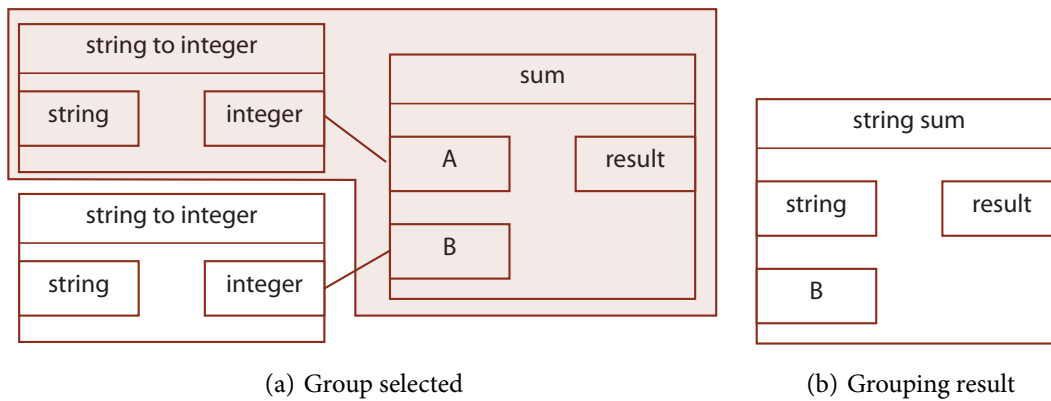 string to integer
string
integer
sum
A
result
B
string to integer
string
integer
(a) Group selected
string sum
string
result
B
(b) Grouping result